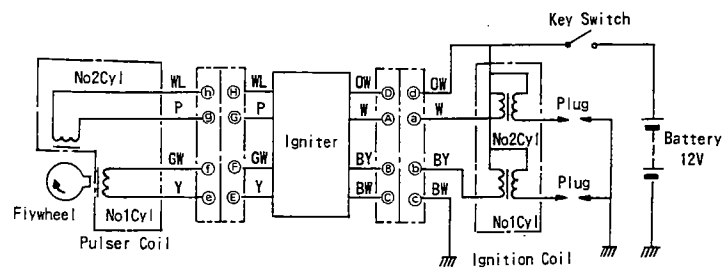 Key Switch
No2Cyl WL h H WL OW D d OW
P g G P W A a W
Igniter
No2Cyl
Plug
Battery
12V
GW f F GW BY B b BY
Plug
Y e E Y BW C c BW
Flywheel
No1Cyl
No1Cyl
Pulser Coil
Ignition Coil